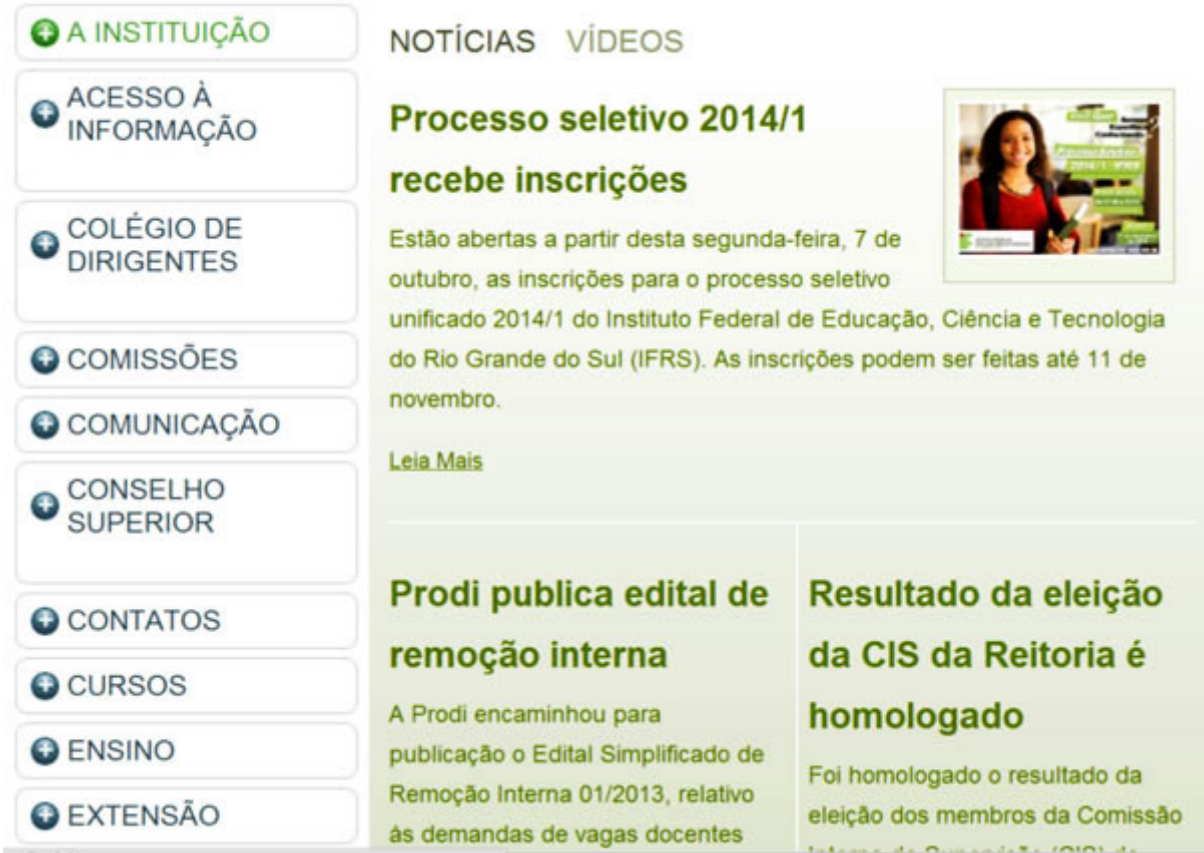 A INSTITUIÇÃO
ACESSO À
INFORMAÇÃO
COLÉGIO DE
DIRIGENTES
COMISSÕES
COMUNICAÇÃO
CONSELHO
SUPERIOR
CONTATOS
CURSOS
ENSINO
EXTENSÃO
NOTÍCIAS VÍDEOS
Processo seletivo 2014/1
recebe inscrições
Estão abertas a partir desta segunda-feira, 7 de
outubro, as inscrições para o processo seletivo
unificado 2014/1 do Instituto Federal de Educação, Ciência e Tecnologia
do Rio Grande do Sul (IFRS). As inscrições podem ser feitas até 11 de
novembro.
Leia Mais
Prodi publica edital de
remoção interna
A Prodi encaminhou para
publicação o Edital Simplificado de
Remoção Interna 01/2013, relativo
às demandas de vagas docentes
Resultado da eleição
da CIS da Reitoria é
homologado
Foi homologado o resultado da
eleição dos membros da Comissão